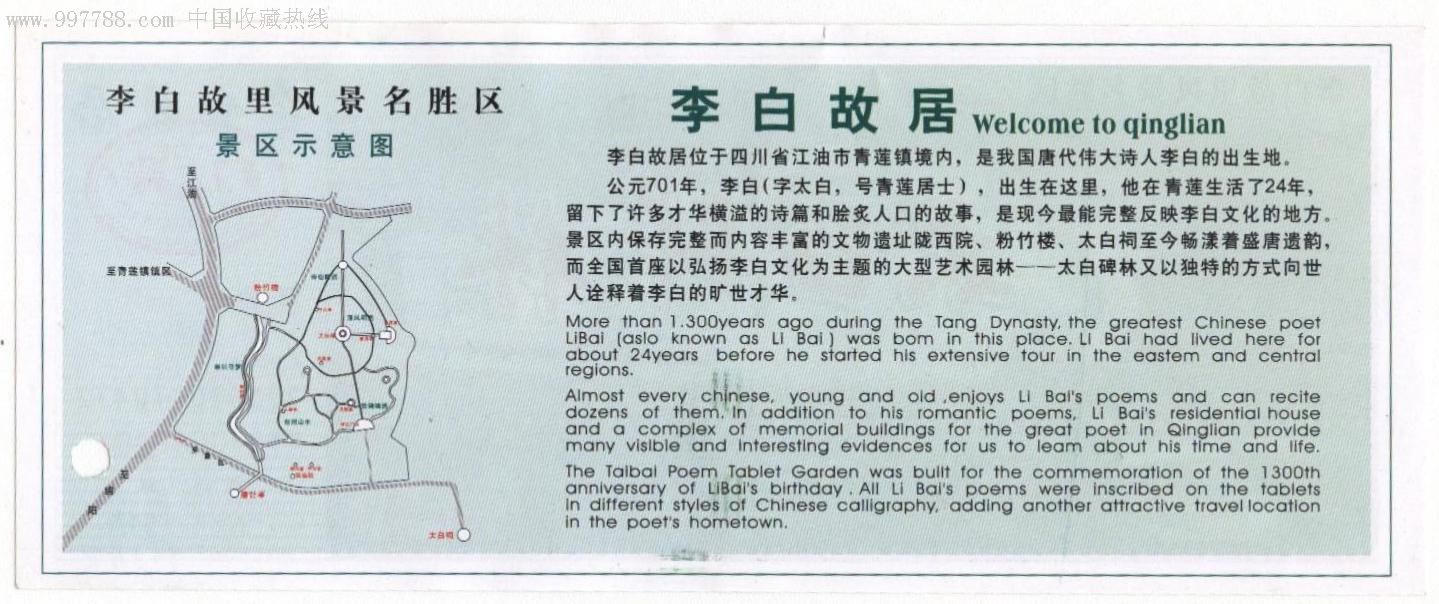 www.997788.com 中国收藏热线
李白故里风景名胜区
景区示意图
至江油
至青莲镇镇区
粉竹楼
太白祠
绵阳
李白故居 Welcome to qinglian
李白故居位于四川省江油市青莲镇境内，是我国唐代伟大诗人李白的出生地。
公元701年，李白（字太白，号青莲居士），出生在这里，他在青莲生活了24年，
留下了许多才华横溢的诗篇和脍炙人口的故事，是现今最能完整反映李白文化的地方。
景区内保存完整而内容丰富的文物遗址陇西院、粉竹楼、太白祠至今畅漾着盛唐遗韵，
而全国首座以弘扬李白文化为主题的大型艺术园林——太白碑林又以独特的方式向世
人诠释着李白的旷世才华。
More than 1.300years ago during the Tang Dynasty, the greatest Chinese poet
LiBai (aslo known as Li Bai) was bom in this place. Li Bai had lived here for
about 24years before he started his extensive tour in the eastem and central
regions.
Almost every chinese, young and old ,enjoys Li Bai's poems and can recite
dozens of them. In addition to his romantic poems, Li Bai's residential house
and a complex of memorial buildings for the great poet in Qinglian provide
many visible and interesting evidences for us to leam about his time and life.
The Taibai Poem Tablet Garden was built for the commemoration of the 1300th
anniversary of LiBai's birthday . All Li Bai's poems were inscribed on the tablets
in different styles of Chinese calligraphy, adding another attractive travel location
in the poet's hometown.